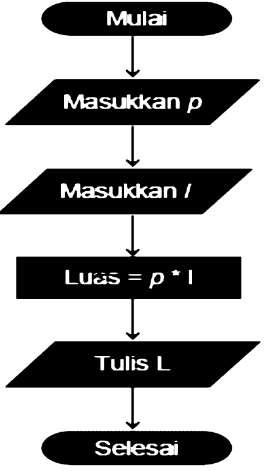 Mulai
Masukkan p
Masukkan l
Luas = p * l
Tulis L
Selesai